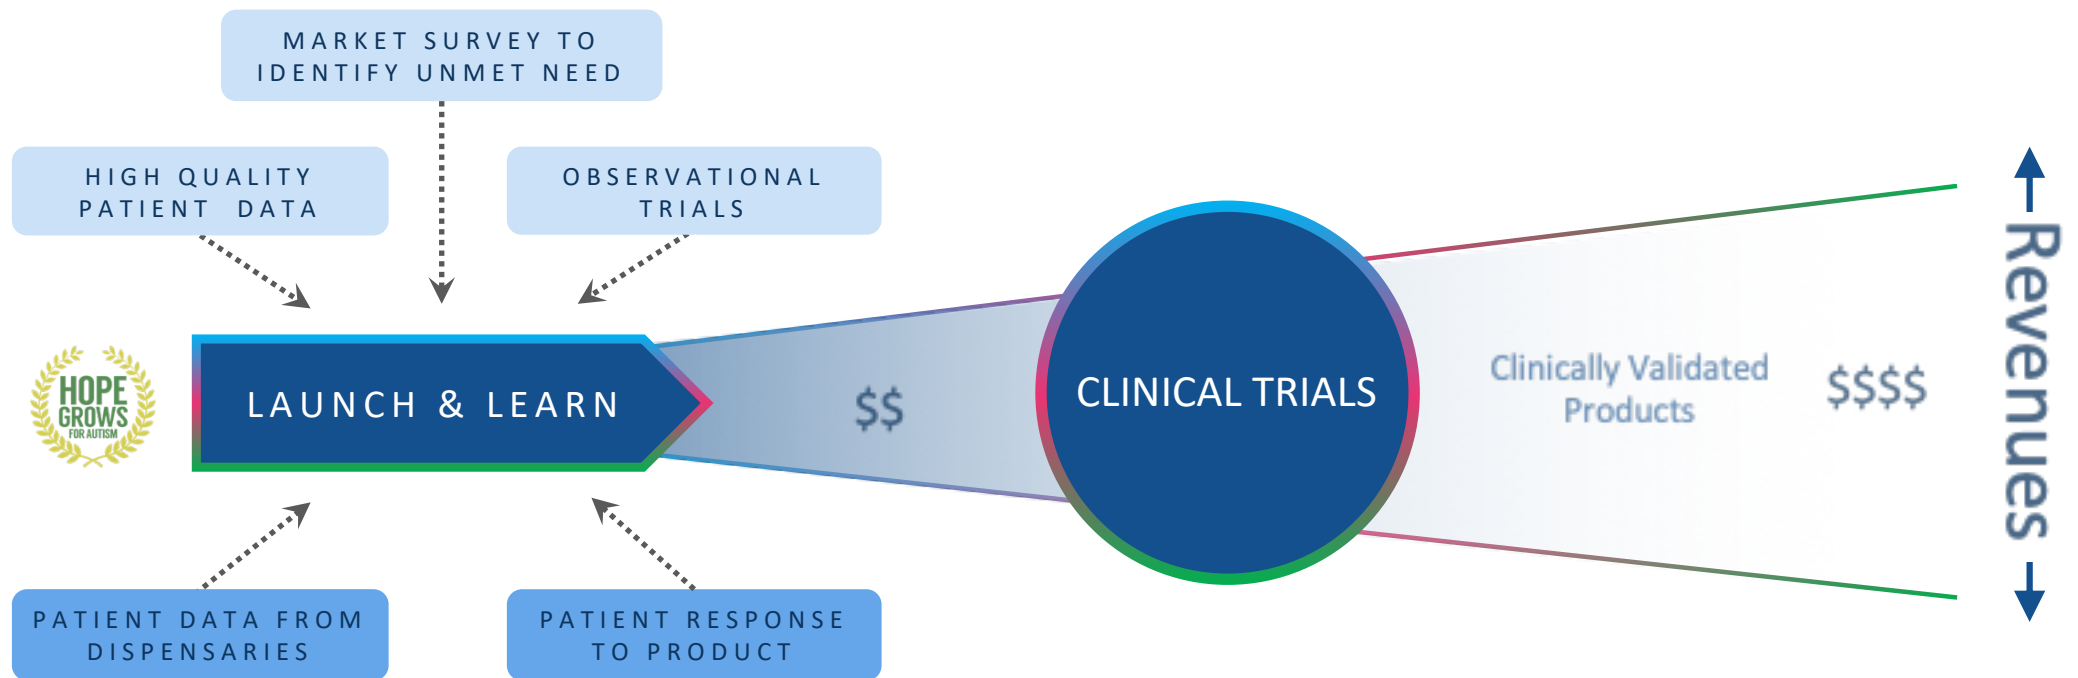 MARKET SURVEY TO
IDENTIFY UNMET NEED
HIGH QUALITY
PATIENT DATA
OBSERVATIONAL
TRIALS
HOPE
GROWS
FOR AUTISM
LAUNCH & LEARN
$$
CLINICAL TRIALS
Clinically Validated
Products
$$$$
Revenues
PATIENT DATA FROM
DISPENSARIES
PATIENT RESPONSE
TO PRODUCT